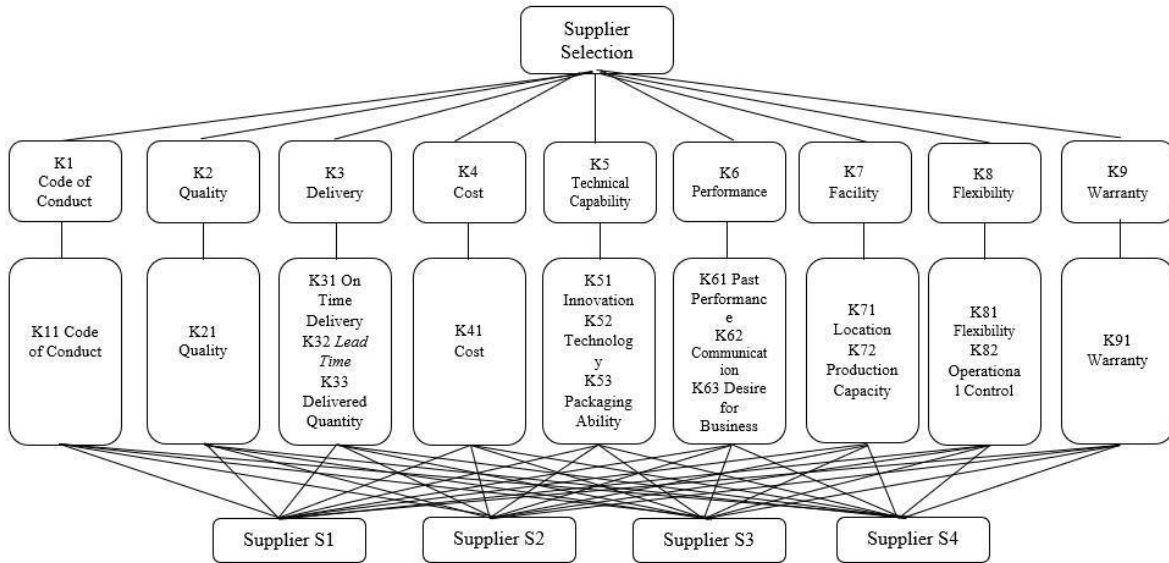 Supplier
Selection
K1
Code of
Conduct
K2
Quality
K3
Delivery
K4
Cost
K5
Technical
Capability
K6
Performance
K7
Facility
K8
Flexibility
K9
Warranty
K11 Code
of Conduct
K21
Quality
K31 On
Time
Delivery
K32 Lead
Time
K33
Delivered
Quantity
K41
Cost
K51
Innovation
K52
Technolog
y
K53
Packaging
Ability
K61 Past
Performanc
e
K62
Communicat
ion
K63 Desire
for
Business
K71
Location
K72
Production
Capacity
K81
Flexibility
K82
Operationa
l Control
K91
Warranty
Supplier S1
Supplier S2
Supplier S3
Supplier S4